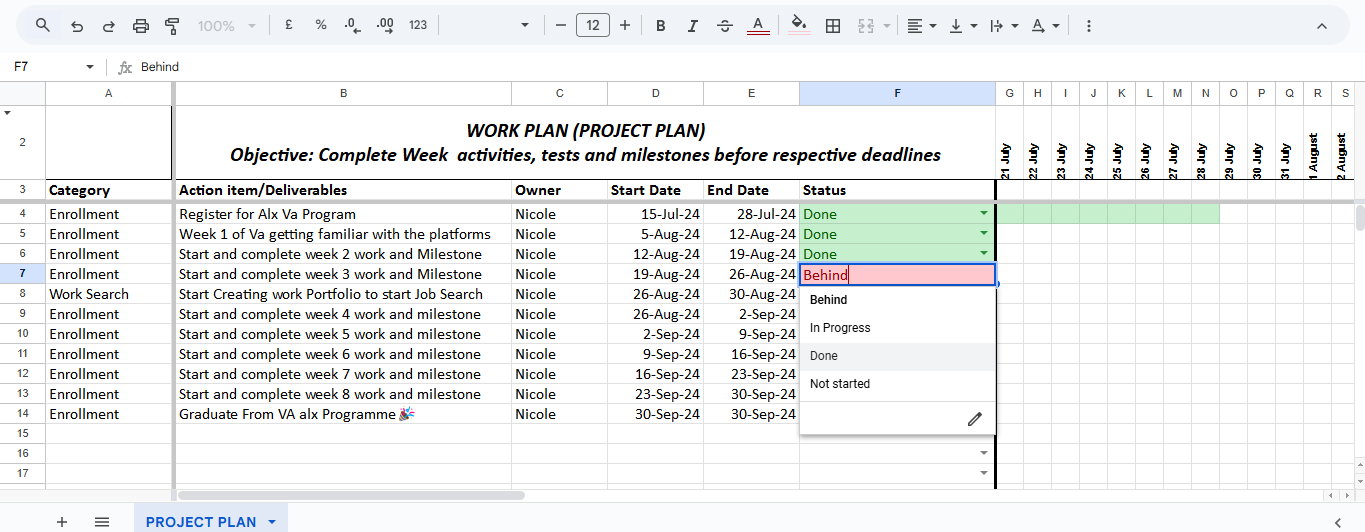 100% £ % .0 .00 123 12 B I A A
F7 fx Behind
A B C D E F G H I J K L M N O P Q R S
2 WORK PLAN (PROJECT PLAN)
Objective: Complete Week activities, tests and milestones before respective deadlines
21 July 22 July 23 July 24 July 25 July 26 July 27 July 28 July 29 July 30 July 31 July 1 August 2 August
3 Category Action item/Deliverables Owner Start Date End Date Status
4 Enrollment Register for Alx Va Program Nicole 15-Jul-24 28-Jul-24 Done
5 Enrollment Week 1 of Va getting familiar with the platforms Nicole 5-Aug-24 12-Aug-24 Done
6 Enrollment Start and complete week 2 work and Milestone Nicole 12-Aug-24 19-Aug-24 Done
7 Enrollment Start and complete week 3 work and milestone Nicole 19-Aug-24 26-Aug-24 Behind
8 Work Search Start Creating work Portfolio to start Job Search Nicole 26-Aug-24 30-Aug-24
9 Enrollment Start and complete week 4 work and milestone Nicole 26-Aug-24 2-Sep-24
10 Enrollment Start and complete week 5 work and milestone Nicole 2-Sep-24 9-Sep-24
11 Enrollment Start and complete week 6 work and milestone Nicole 9-Sep-24 16-Sep-24
12 Enrollment Start and complete week 7 work and milestone Nicole 16-Sep-24 23-Sep-24
13 Enrollment Start and complete week 8 work and milestone Nicole 23-Sep-24 30-Sep-24
14 Enrollment Graduate From VA alx Programme🎉 Nicole 30-Sep-24 30-Sep-24
15
16
17
Behind
In Progress
Done
Not started
PROJECT PLAN